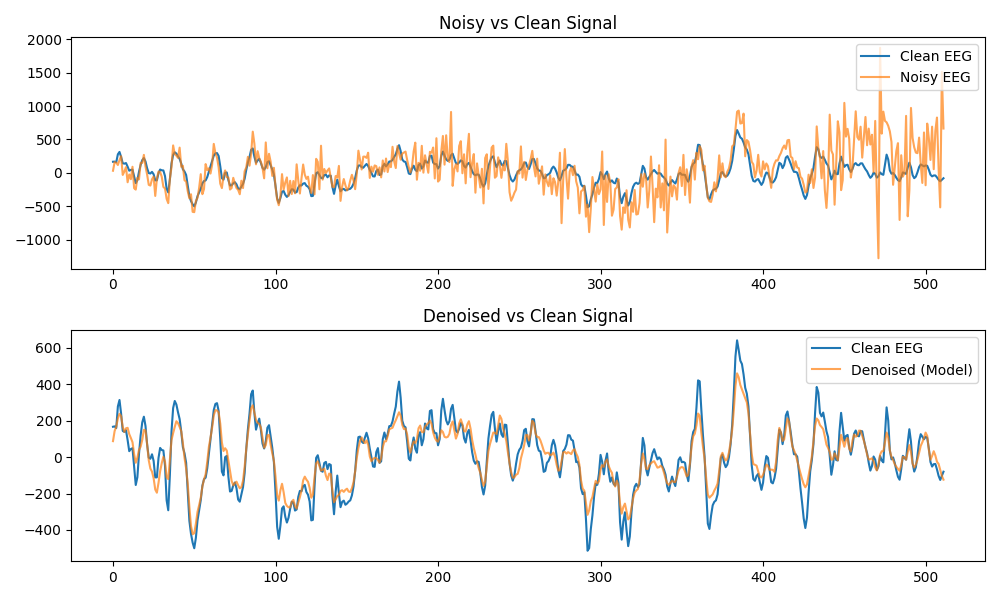 Noisy vs Clean Signal
2000
1500
1000
500
0
−500
−1000
Clean EEG
Noisy EEG
0 100 200 300 400 500
Denoised vs Clean Signal
600
400
200
0
−200
−400
Clean EEG
Denoised (Model)
0 100 200 300 400 500